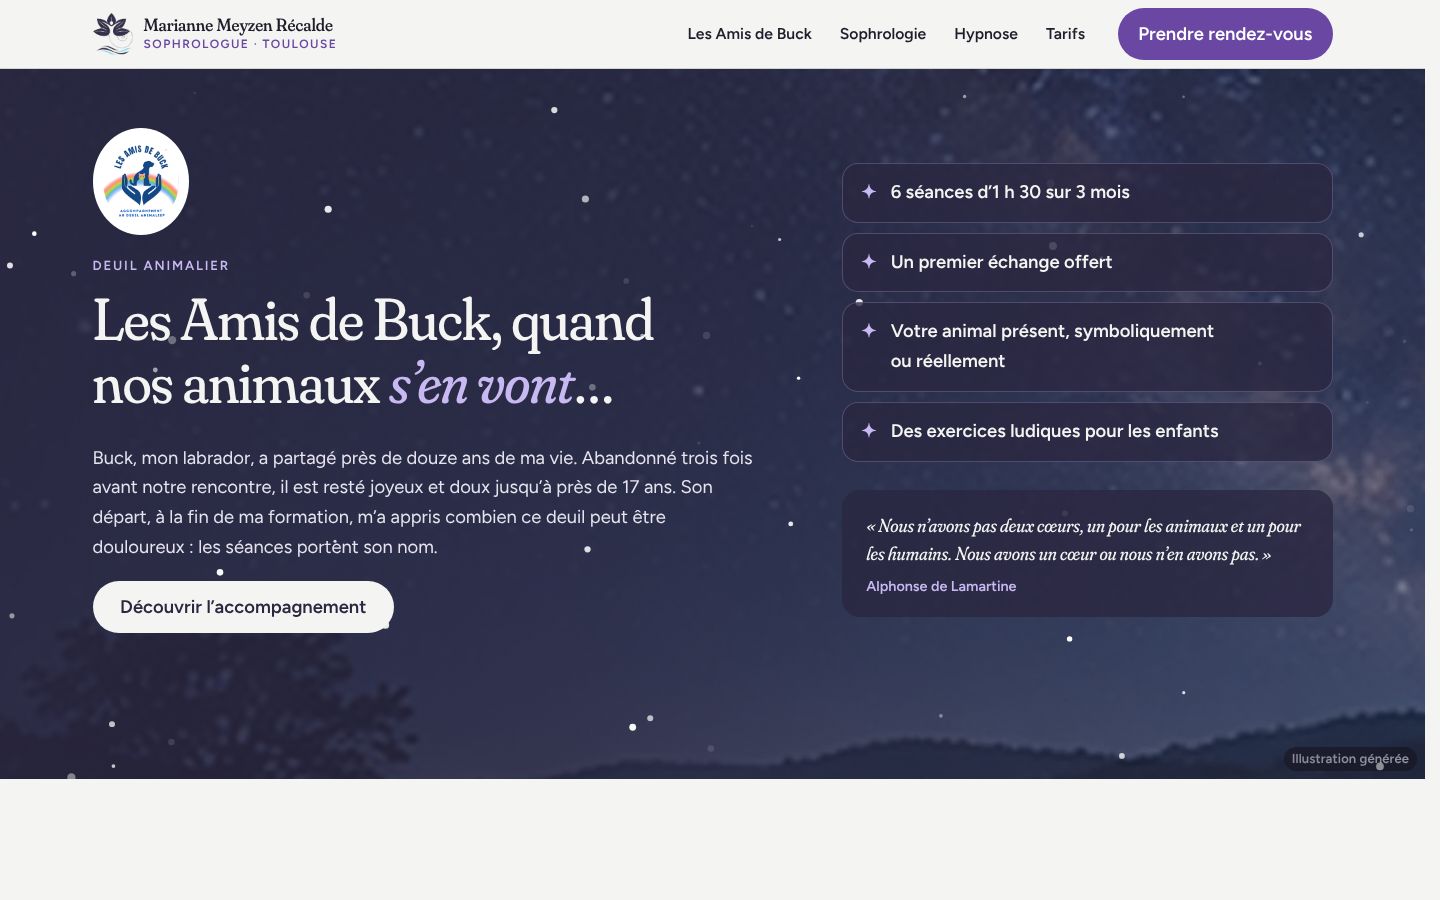 Marianne Meyzen Récalde
SOPHROLOGUE · TOULOUSE
Les Amis de Buck
Sophrologie
Hypnose
Tarifs
Prendre rendez-vous
LES AMIS DE BUCK
ACCOMPAGNEMENT
AU DEUIL ANIMALIER
DEUIL ANIMALIER
Les Amis de Buck, quand
nos animaux s’en vont…
Buck, mon labrador, a partagé près de douze ans de ma vie. Abandonné trois fois
avant notre rencontre, il est resté joyeux et doux jusqu’à près de 17 ans. Son
départ, à la fin de ma formation, m’a appris combien ce deuil peut être
douloureux : les séances portent son nom.
Découvrir l’accompagnement
6 séances d’1 h 30 sur 3 mois
Un premier échange offert
Votre animal présent, symboliquement
ou réellement
Des exercices ludiques pour les enfants
« Nous n’avons pas deux cœurs, un pour les animaux et un pour
les humains. Nous avons un cœur ou nous n’en avons pas. »
Alphonse de Lamartine
Illustration générée